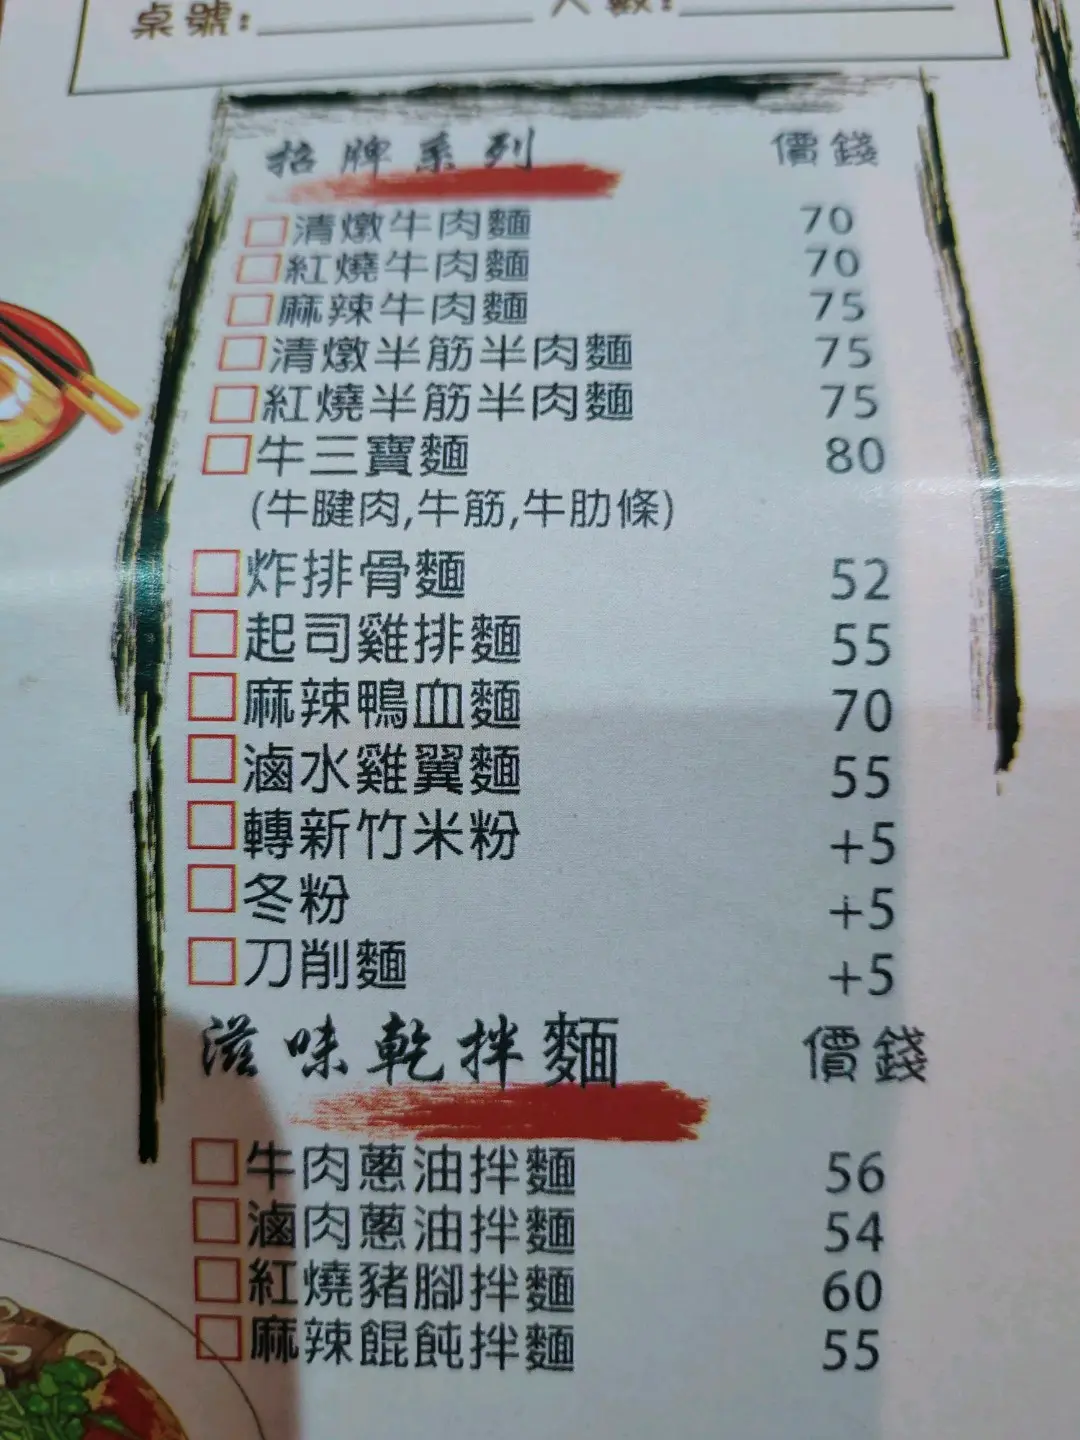 桌號: 人數:
招牌系列 價錢
□清燉牛肉麵 70
□紅燒牛肉麵 70
□麻辣牛肉麵 75
□清燉半筋半肉麵 75
□紅燒半筋半肉麵 75
□牛三寶麵 80
(牛腱肉,牛筋,牛肋條)
□炸排骨麵 52
□起司雞排麵 55
□麻辣鴨血麵 70
□滷水雞翼麵 55
□轉新竹米粉 +5
□冬粉 +5
□刀削麵 +5
滋味乾拌麵 價錢
□牛肉蔥油拌麵 56
□滷肉蔥油拌麵 54
□紅燒豬腳拌麵 60
□麻辣餛飩拌麵 55